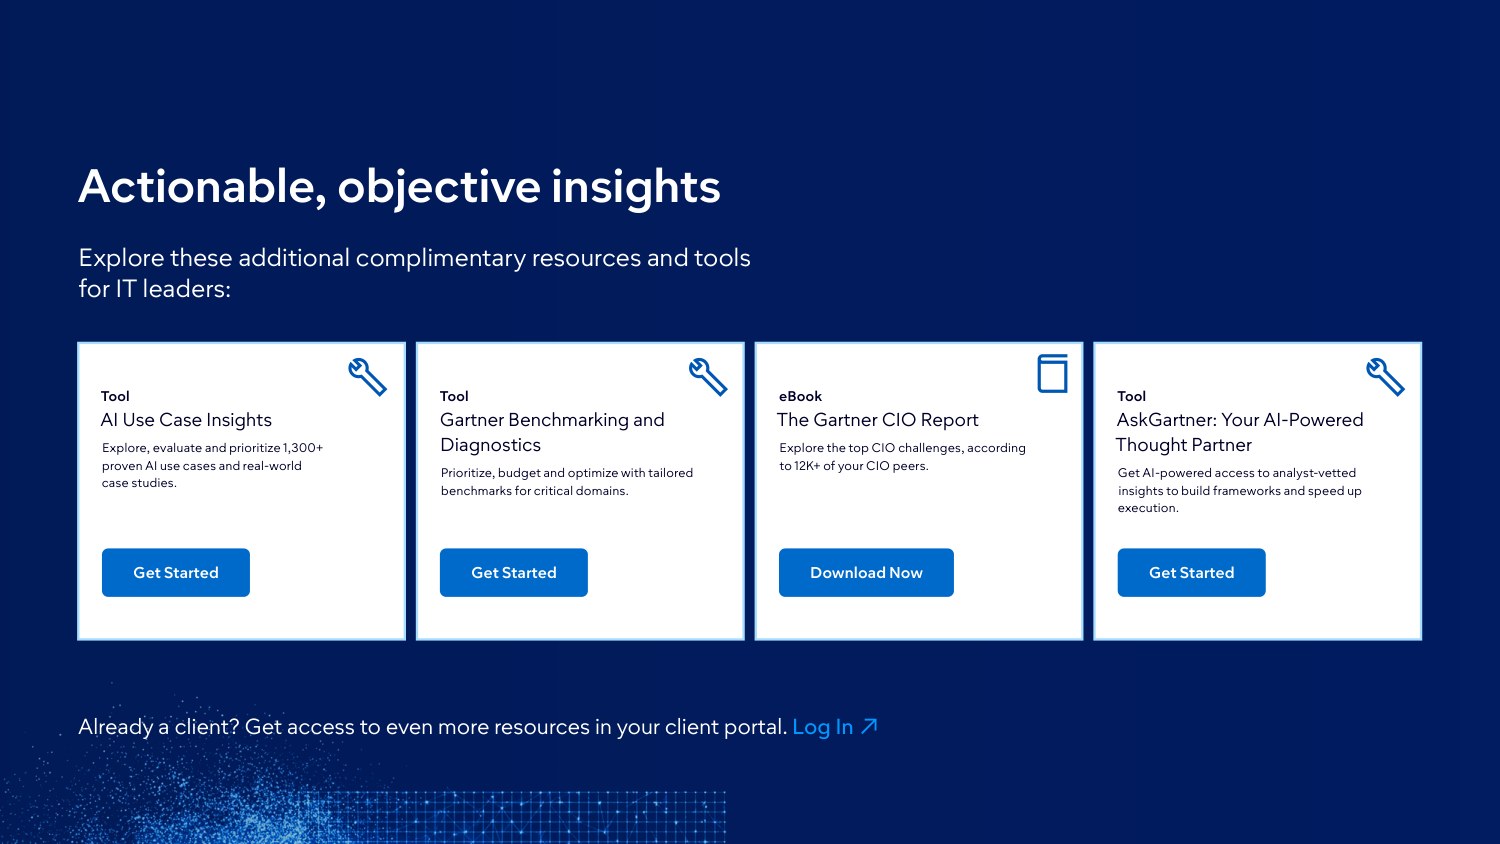 Actionable, objective insights
Explore these additional complimentary resources and tools
for IT leaders:
Tool
AI Use Case Insights
Explore, evaluate and prioritize 1,300+
proven AI use cases and real-world
case studies.
Get Started
Tool
Gartner Benchmarking and
Diagnostics
Prioritize, budget and optimize with tailored
benchmarks for critical domains.
Get Started
eBook
The Gartner CIO Report
Explore the top CIO challenges, according
to 12K+ of your CIO peers.
Download Now
Tool
AskGartner: Your AI-Powered
Thought Partner
Get AI-powered access to analyst-vetted
insights to build frameworks and speed up
execution.
Get Started
Already a client? Get access to even more resources in your client portal. Log In